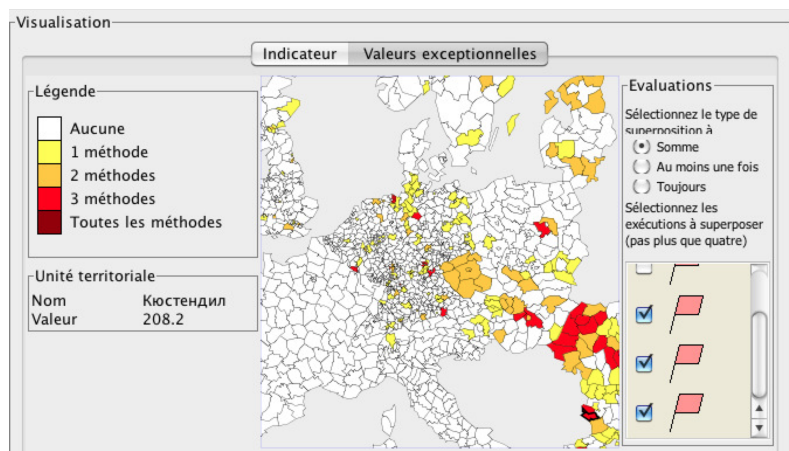 Visualisation
Indicateur
Valeurs exceptionnelles
Légende
Aucune
1 méthode
2 méthodes
3 méthodes
Toutes les méthodes
Unité territoriale
Nom Кюстендил
Valeur 208.2
Evaluations
Sélectionnez le type de
superposition à
Somme
Au moins une fois
Toujours
Sélectionnez les
exécutions à superposer
(pas plus que quatre)